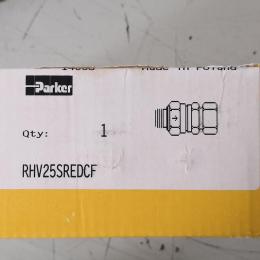 Made in Poland
Parker
Qty: 1
RHV25SREDCF